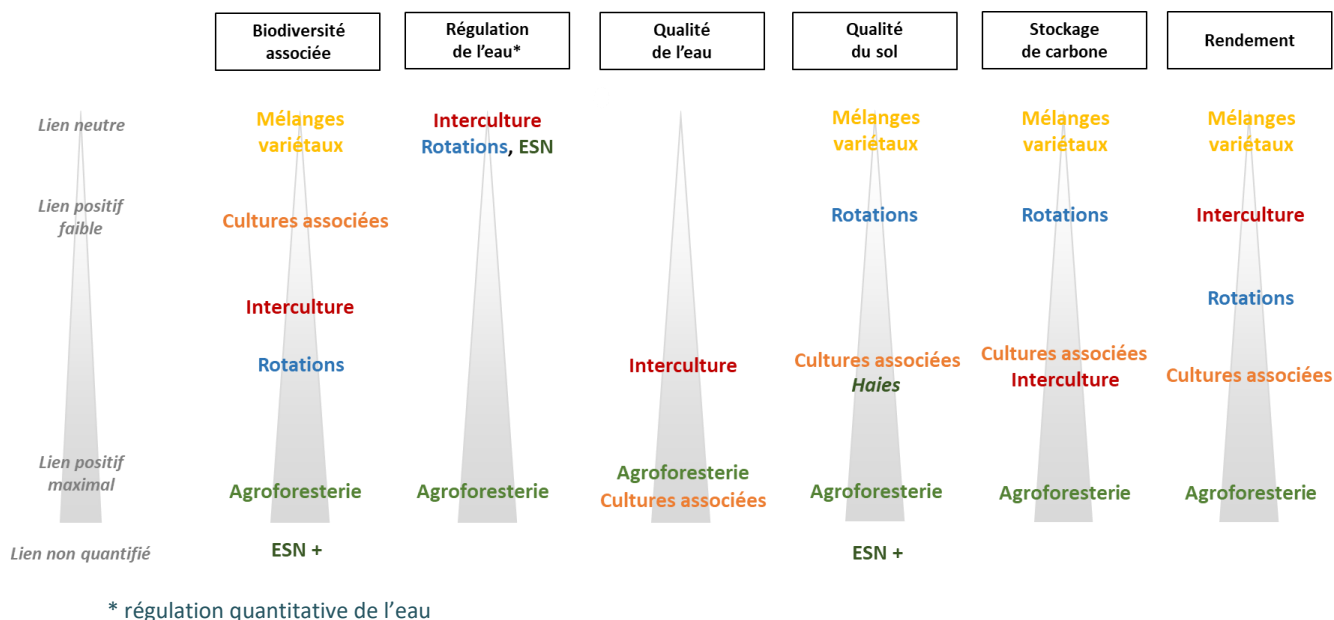 Biodiversité
associée
Régulation
de l’eau*
Qualité
de l’eau
Qualité
du sol
Stockage
de carbone
Rendement
Lien neutre
Mélanges
variétaux
Interculture
Rotations, ESN
Mélanges
variétaux
Mélanges
variétaux
Mélanges
variétaux
Lien positif
faible
Cultures associées
Rotations
Rotations
Interculture
Interculture
Rotations
Rotations
Interculture
Cultures associées
Haies
Cultures associées
Interculture
Cultures associées
Lien positif
maximal
Agroforesterie
Agroforesterie
Agroforesterie
Cultures associées
Agroforesterie
Agroforesterie
Agroforesterie
Lien non quantifié
ESN +
ESN +
* régulation quantitative de l’eau